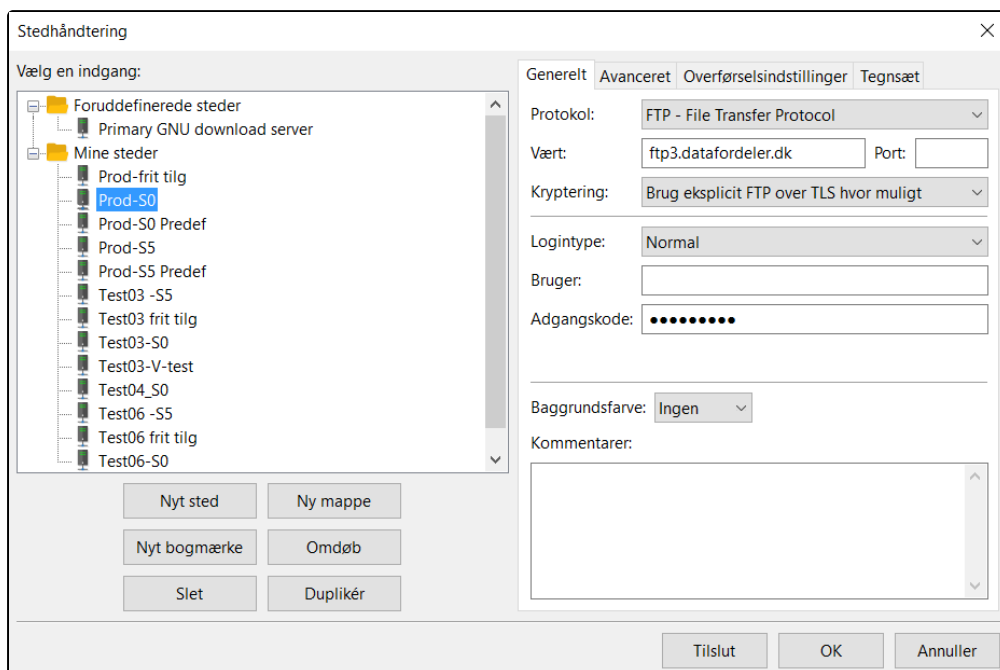 Stedhåndtering
Vælg en indgang:
Foruddefinerede steder
Primary GNU download server
Mine steder
Prod-frit tilg
Prod-S0
Prod-S0 Predef
Prod-S5
Prod-S5 Predef
Test03 -S5
Test03 frit tilg
Test03-S0
Test03-V-test
Test04_S0
Test06 -S5
Test06 frit tilg
Test06-S0
Nyt sted Ny mappe
Nyt bogmærke Omdøb
Slet Duplikér
Generelt Avanceret Overførselsindstillinger Tegnsæt
Protokol: FTP - File Transfer Protocol
Vært: ftp3.datafordeler.dk Port:
Kryptering: Brug eksplicit FTP over TLS hvor muligt
Logintype: Normal
Bruger:
Adgangskode: ●●●●●●●●●
Baggrundsfarve: Ingen
Kommentarer:
Tilslut OK Annuller